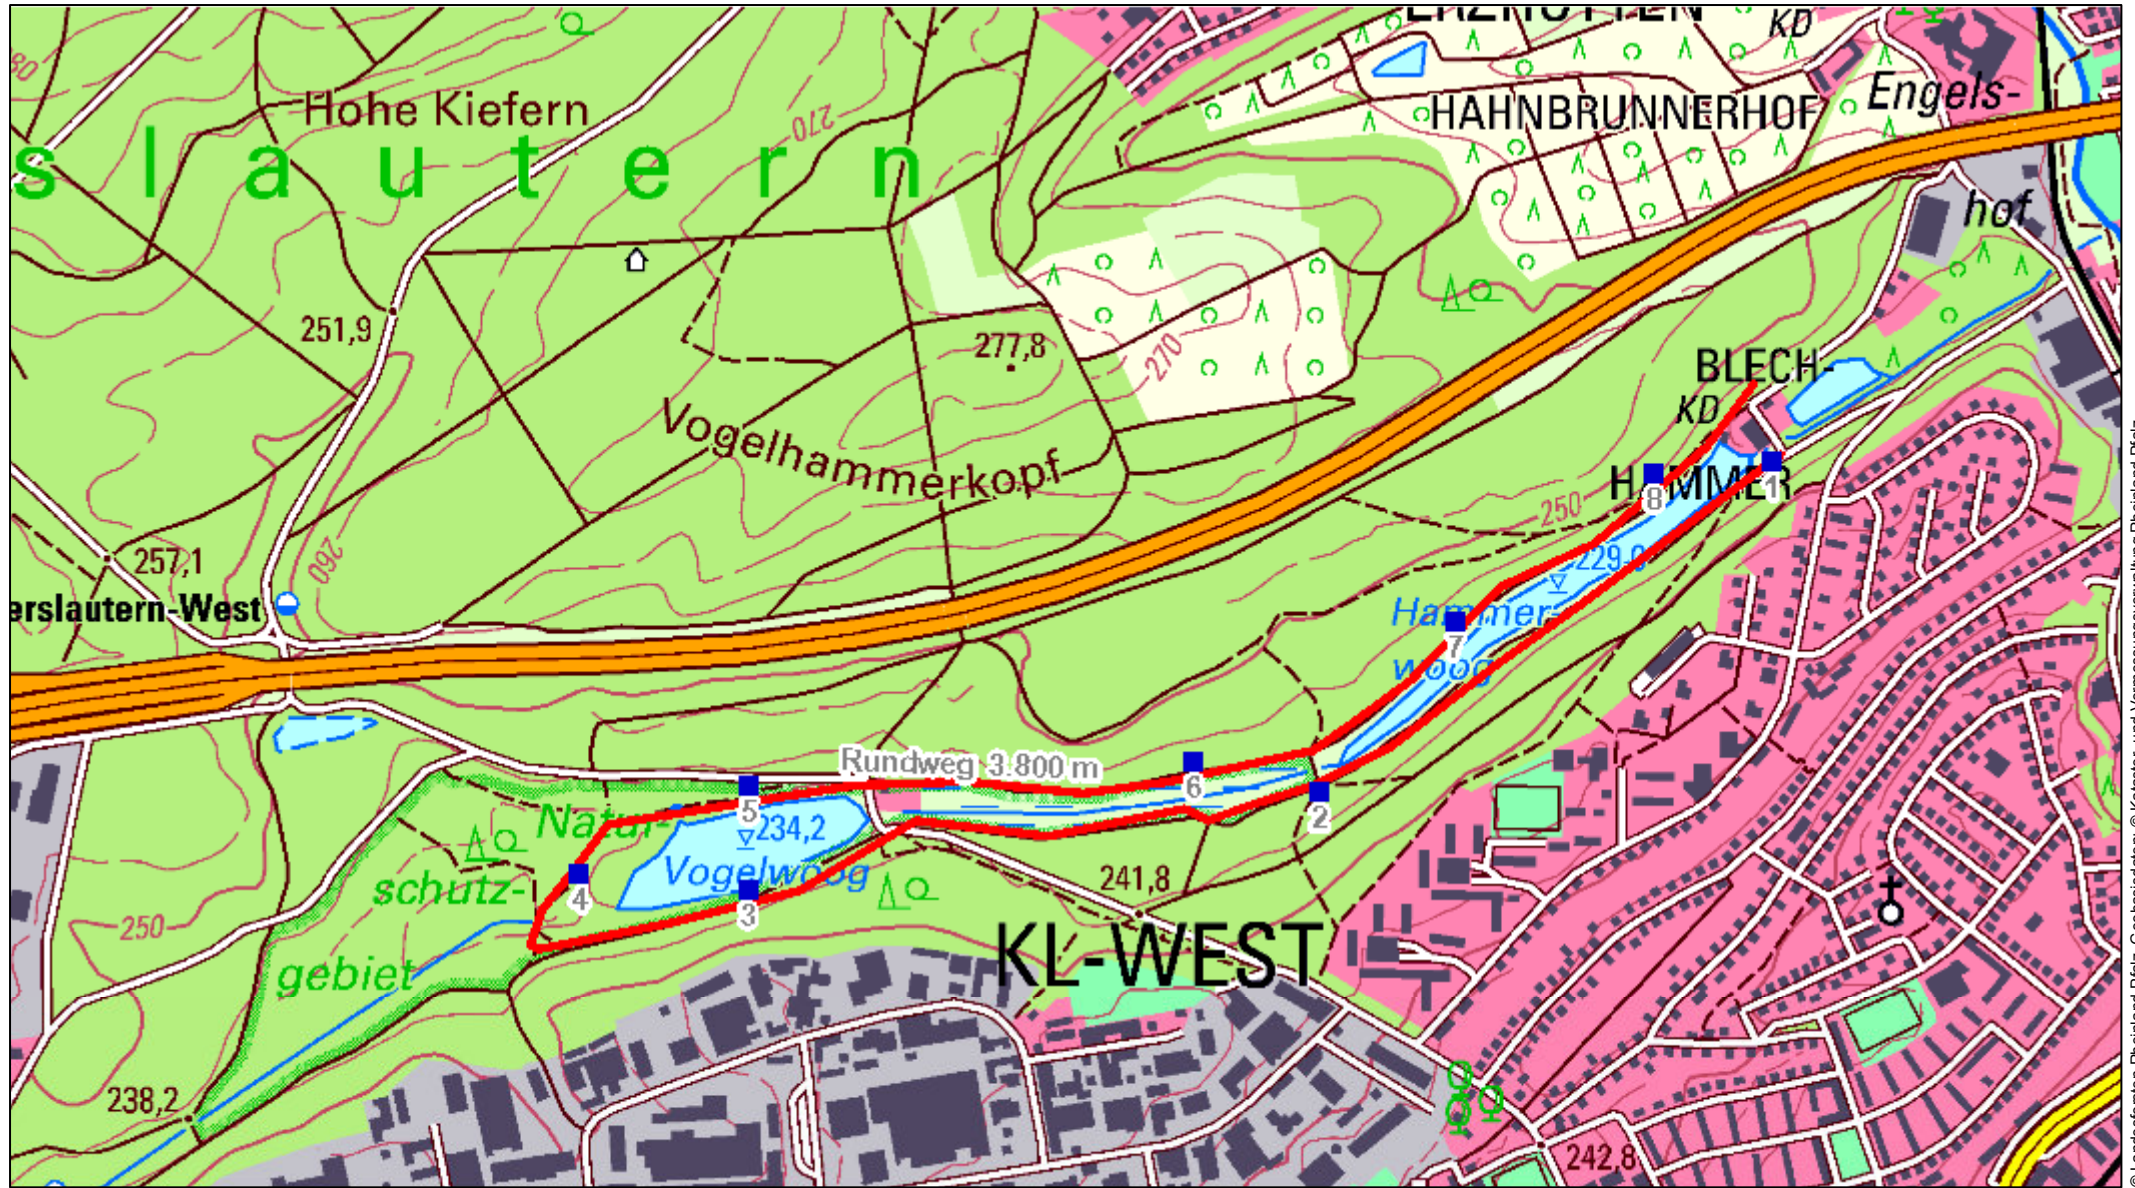 KD
80
Hohe Kiefern
270
HAHNBRUNNERHOF
Engels-
s l a u t e r n
hof
251,9
277,8
270
BLECH-
KD
Vogelhammerkopf
HAMMER
1
8
250
257,1
260
erslautern-West
229,0
Hammer-
7
woog
Rundweg 3.800 m
6
5
2
Natur-
234,2
Vogelwoog
schutz-
4
3
241,8
250
KL-WEST
gebiet
238,2
242,8